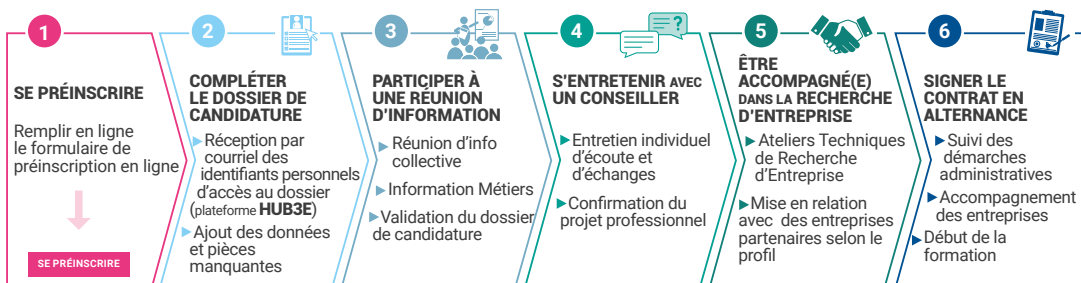 1
SE PRÉINSCRIRE
Remplir en ligne
le formulaire de
préinscription en ligne
SE PRÉINSCRIRE
2
COMPLÉTER
LE DOSSIER DE
CANDIDATURE
Réception par
courriel des
identifiants personnels
d'accès au dossier
(plateforme HUB3E)
Ajout des données
et pièces
manquantes
3
PARTICIPER À
UNE RÉUNION
D'INFORMATION
Réunion d'info
collective
Information Métiers
Validation du dossier
de candidature
4
?
S'ENTRETENIR AVEC
UN CONSEILLER
Entretien individuel
d'écoute et
d'échanges
Confirmation du
projet professionnel
5
ÊTRE
ACCOMPAGNÉ(E)
DANS LA RECHERCHE
D'ENTREPRISE
Ateliers Techniques
de Recherche
d'Entreprise
Mise en relation
avec des entreprises
partenaires selon le
profil
6
SIGNER LE
CONTRAT EN
ALTERNANCE
Suivi des
démarches
administratives
Accompagnement
des entreprises
Début de la
formation